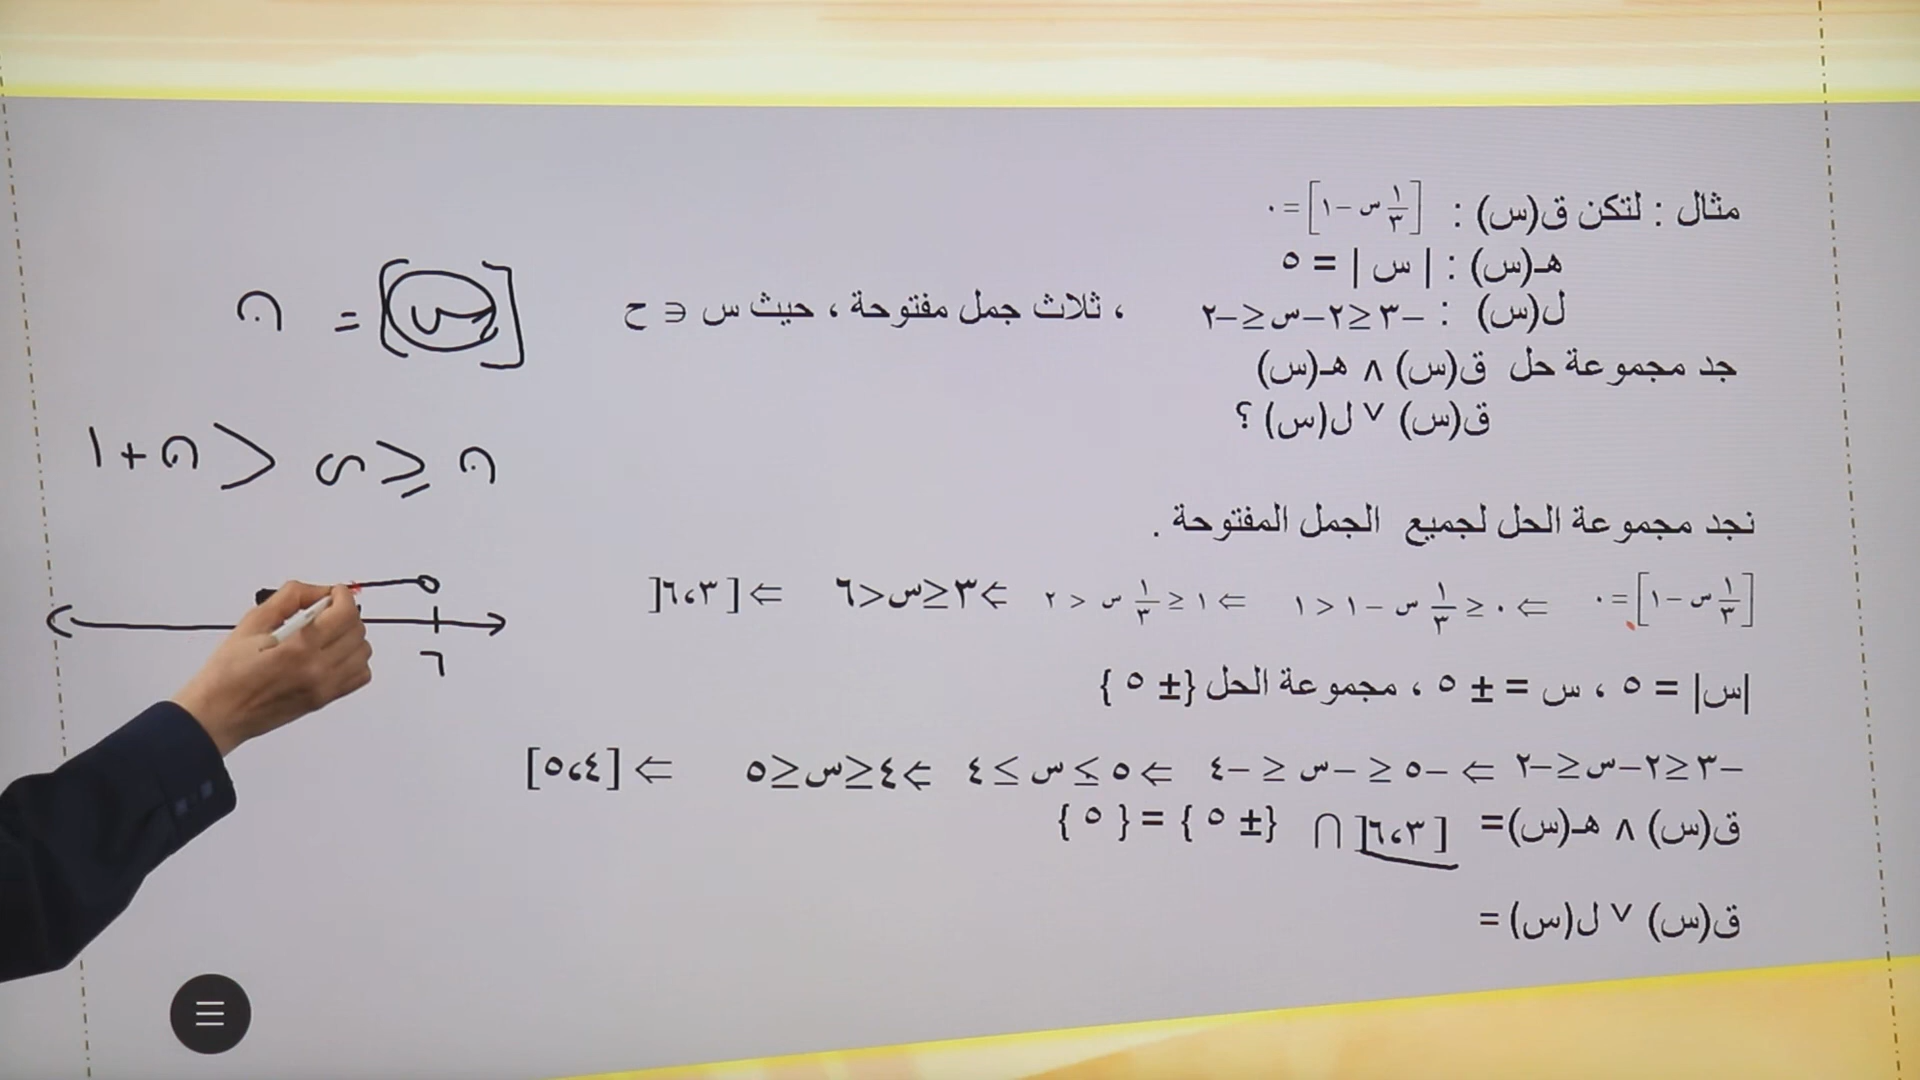 مثال : لتكن ق(س) : [١/٣ س − ١] = ٠
هـ(س) : | س | = ٥
ل(س) : −٣ ≤ ٢−س ≤ −٢ ، ثلاث جمل مفتوحة ، حيث س ∈ ح
جد مجموعة حل ق(س) ∧ هـ(س)
ق(س) ∨ ل(س) ؟
[س] = ن
ن ≤ س < ن + ١
نجد مجموعة الحل لجميع الجمل المفتوحة .
[١/٣ س − ١] = ٠ ⇐ ٠ ≤ ١/٣ س − ١ < ١ ⇐ ١ ≤ ١/٣ س < ٢ ⇐ ٣ ≤ س < ٦ ⇐ [٦،٣[
٦
|س| = ٥ ، س = ± ٥ ، مجموعة الحل {± ٥ }
−٣ ≤ ٢−س ≤ −٢ ⇐ −٥ ≤ −س ≤ −٤ ⇐ ٥ ≥ س ≥ ٤ ⇐ ٤ ≤ س ≤ ٥ ⇐ [٥،٤]
ق(س) ∧ هـ(س)= [٦،٣[ ∩ {± ٥ } = { ٥ }
ق(س) ∨ ل(س) =